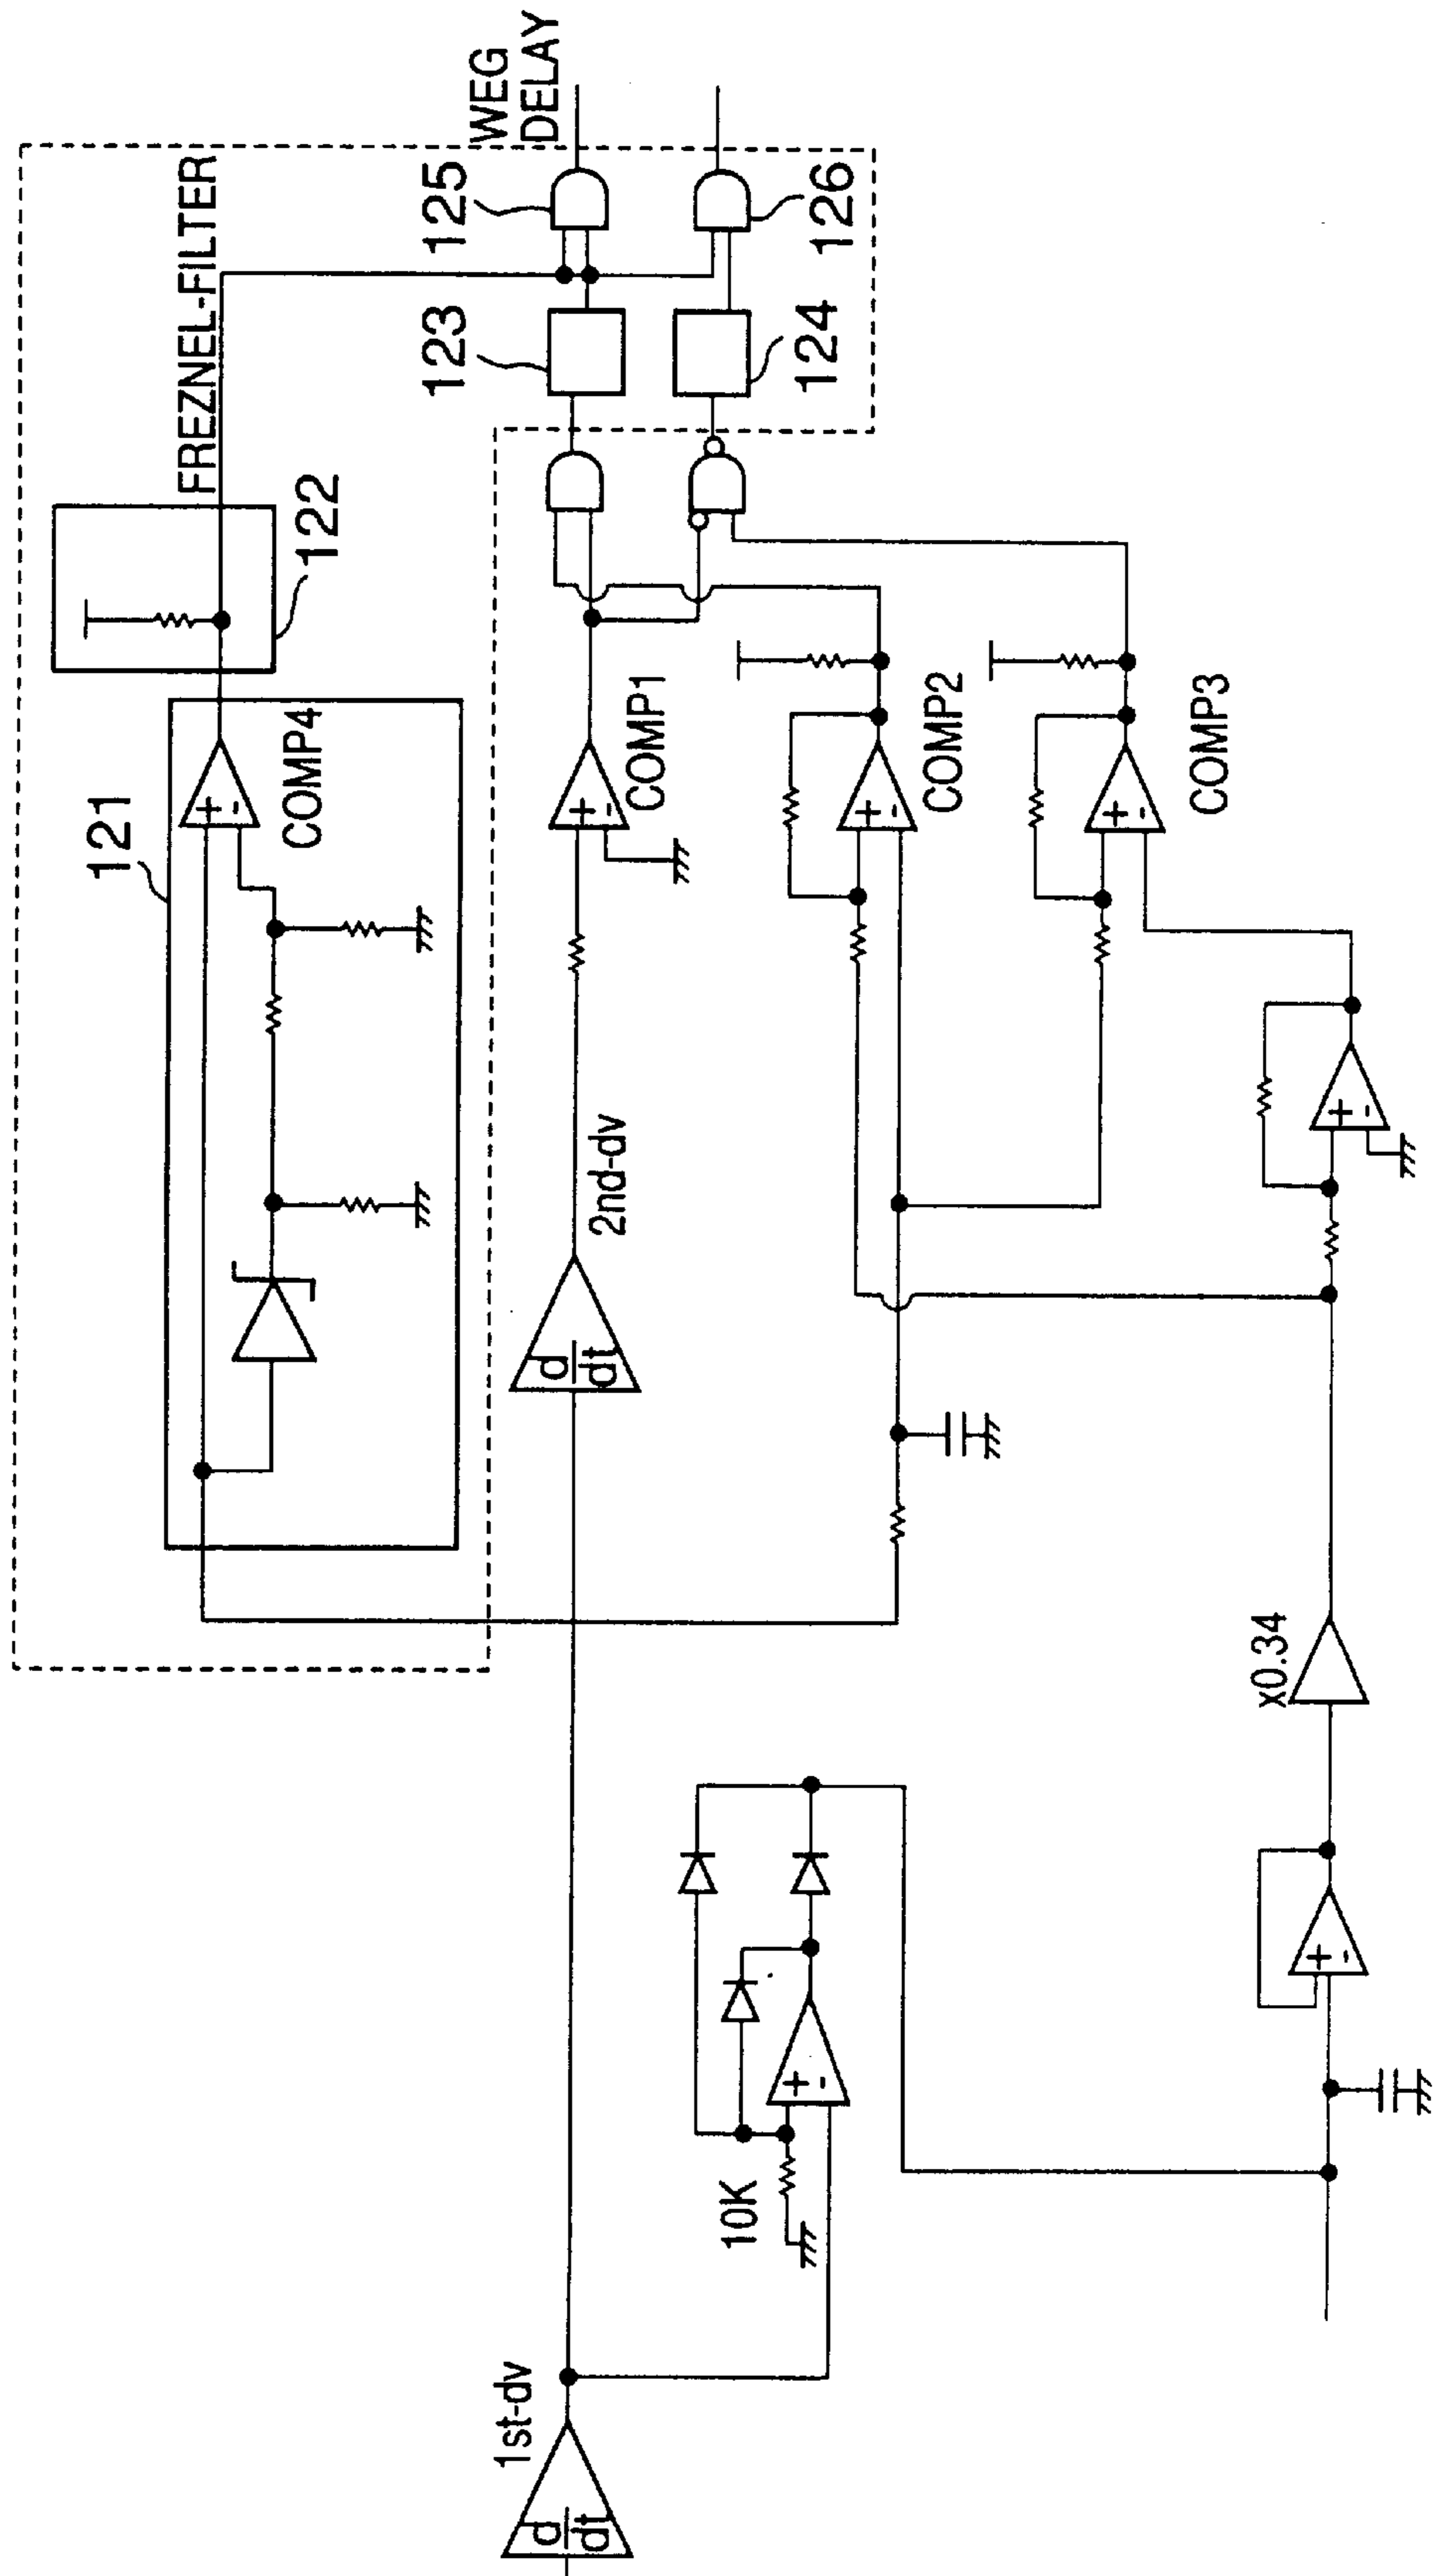 FREZNEL-FILTER
WEG
DELAY
125
126
123
124
122
121
COMP4
COMP1
COMP2
COMP3
+
-
+
-
+
-
+
-
2nd-dv
d
dt
+
-
x0.34
+
-
+
-
10K
1st-dv
d
dt